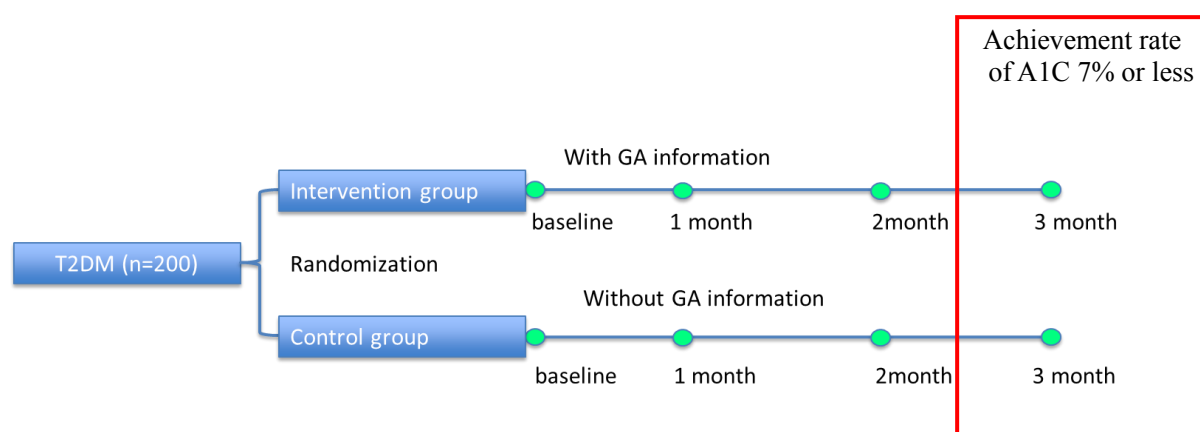 Achievement rate
of A1C 7% or less
With GA information
Intervention group
baseline
1 month
2month
3 month
T2DM (n=200)
Randomization
Without GA information
Control group
baseline
1 month
2month
3 month